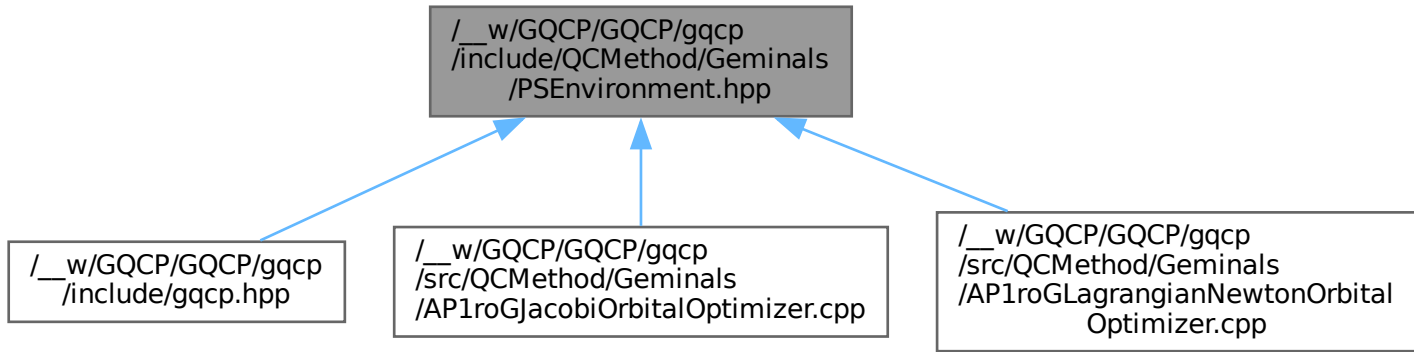 /__w/GQCP/GQCP/gqcp
/include/QCMethod/Geminals
/PSEnvironment.hpp
/__w/GQCP/GQCP/gqcp
/include/gqcp.hpp
/__w/GQCP/GQCP/gqcp
/src/QCMethod/Geminals
/AP1roGJacobiOrbitalOptimizer.cpp
/__w/GQCP/GQCP/gqcp
/src/QCMethod/Geminals
/AP1roGLagrangianNewtonOrbital
Optimizer.cpp